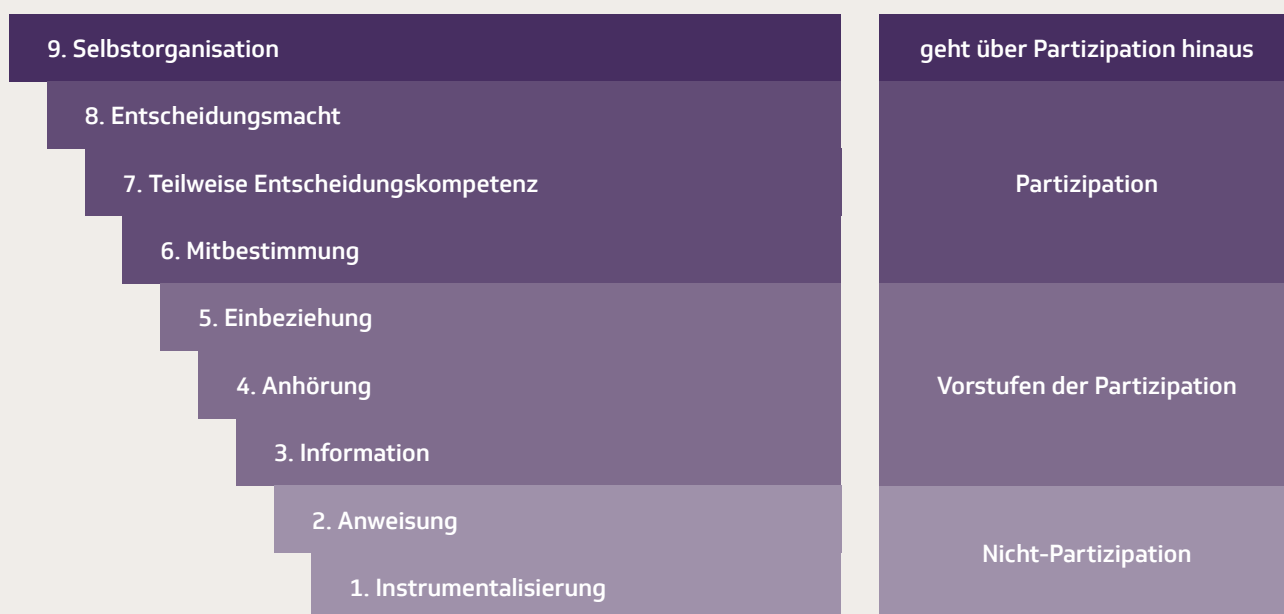 9. Selbstorganisation
geht über Partizipation hinaus
8. Entscheidungsmacht
7. Teilweise Entscheidungskompetenz
Partizipation
6. Mitbestimmung
5. Einbeziehung
4. Anhörung
Vorstufen der Partizipation
3. Information
2. Anweisung
Nicht-Partizipation
1. Instrumentalisierung